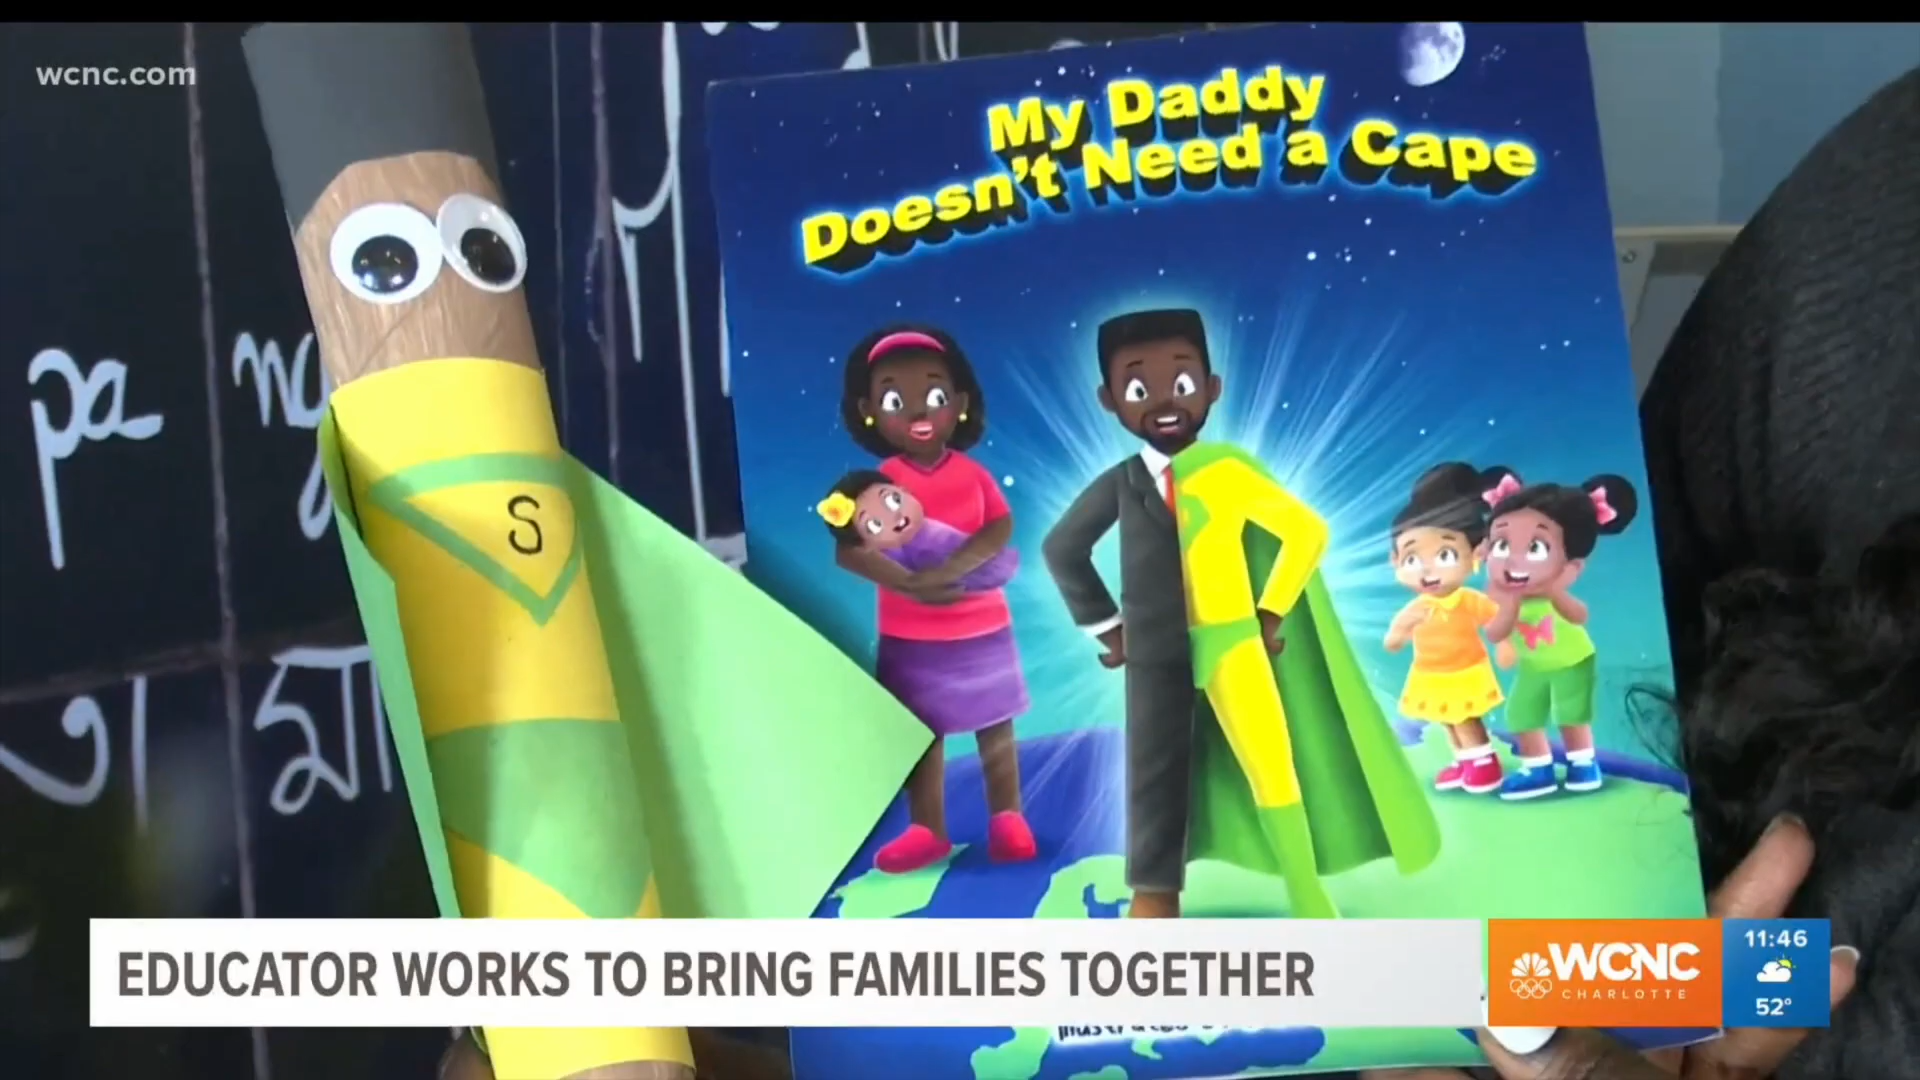 wcnc.com
My Daddy
Doesn't Need a Cape
pa
S
মা
EDUCATOR WORKS TO BRING FAMILIES TOGETHER
WCNC
CHARLOTTE
11:46
52°